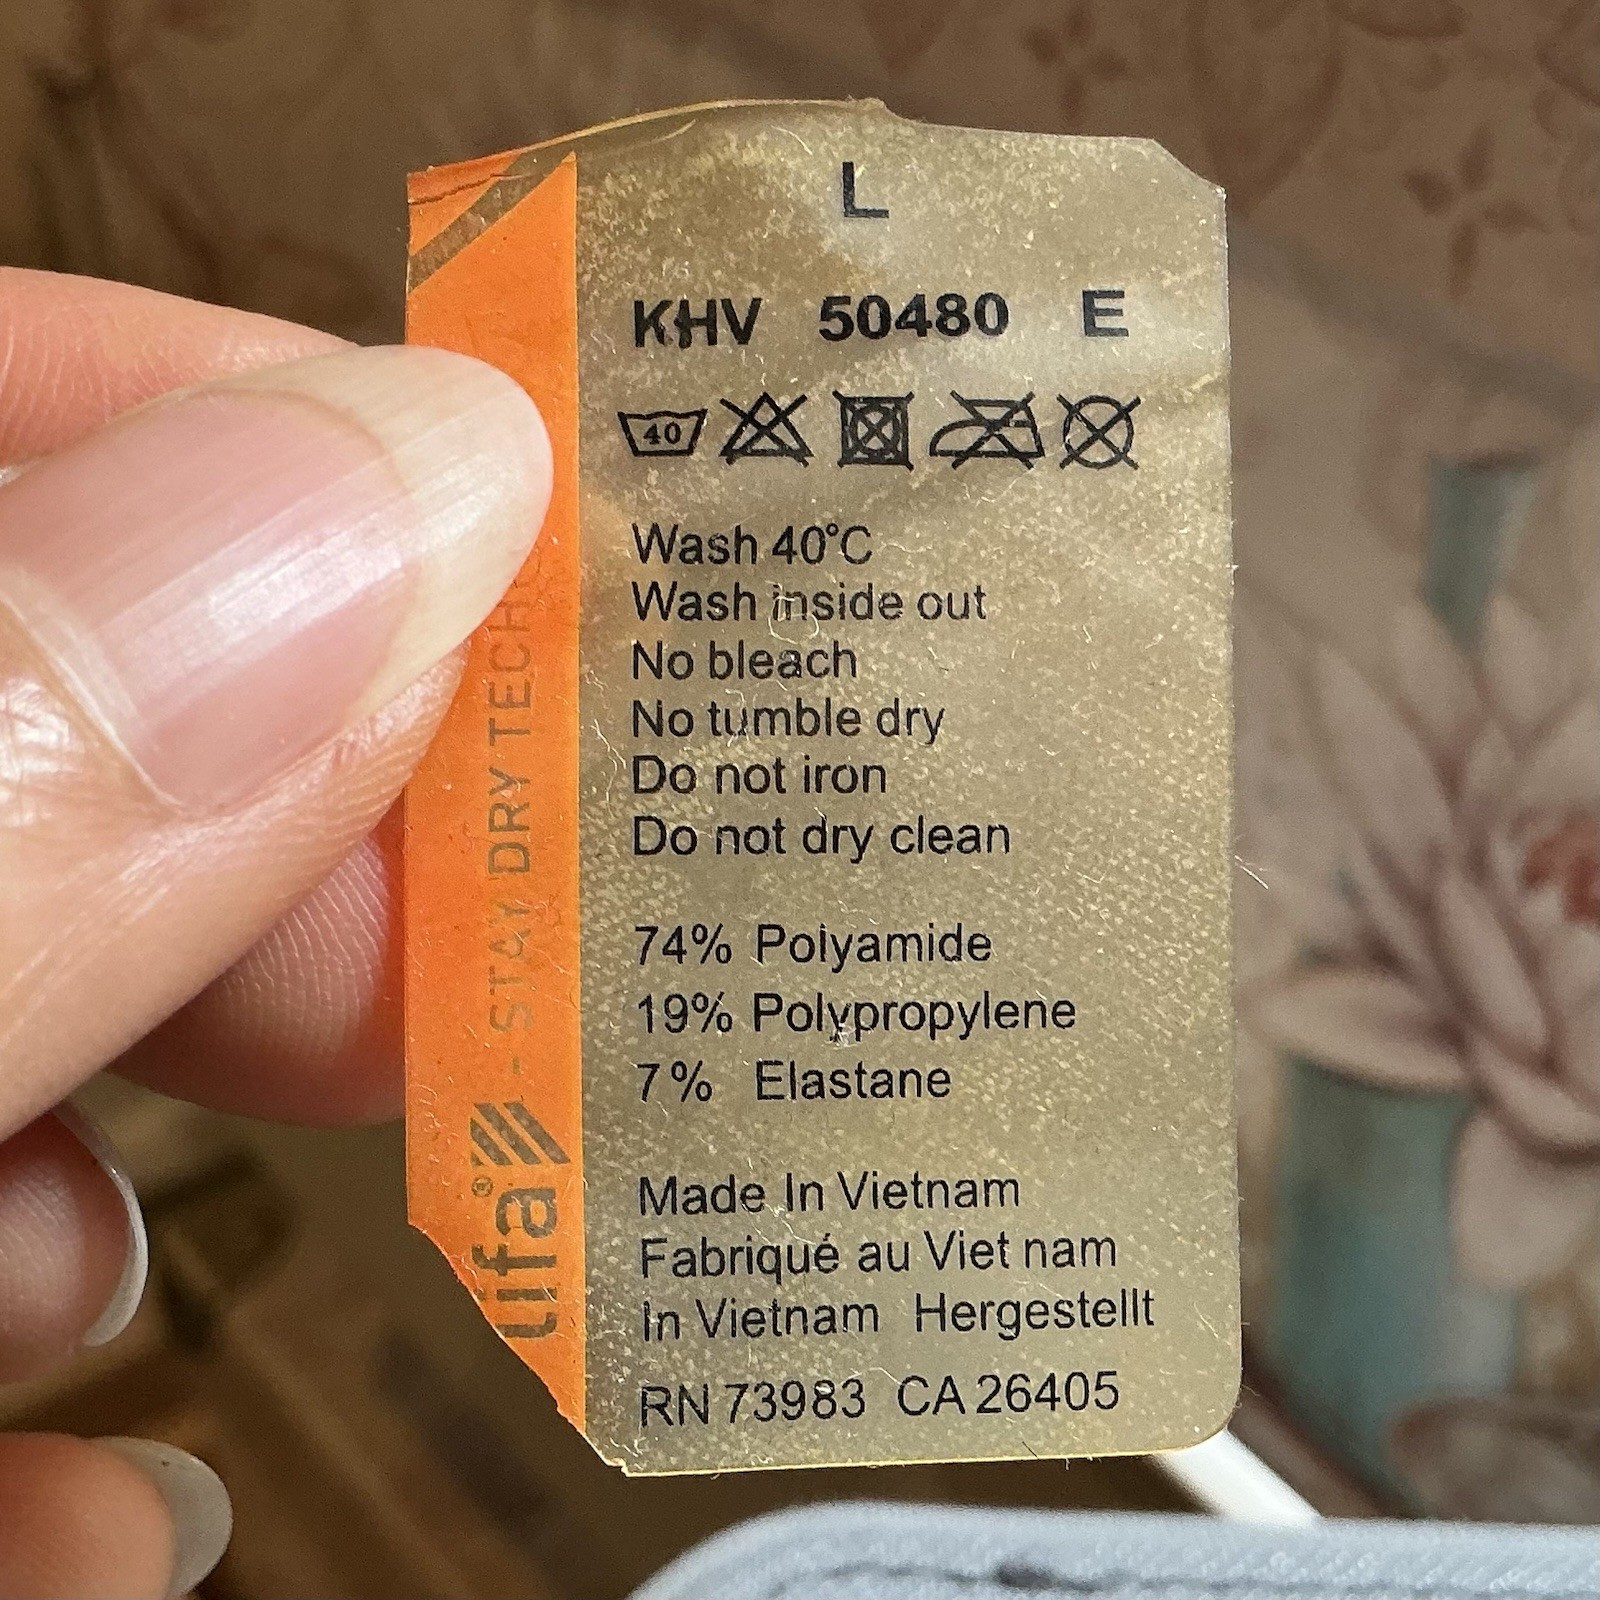 L
KHV 50480 E
40
Wash 40°C
Wash inside out
No bleach
No tumble dry
Do not iron
Do not dry clean
74% Polyamide
19% Polypropylene
7% Elastane
Made In Vietnam
Fabriqué au Viet nam
In Vietnam Hergestellt
RN 73983 CA 26405
lifa® - STAY DRY